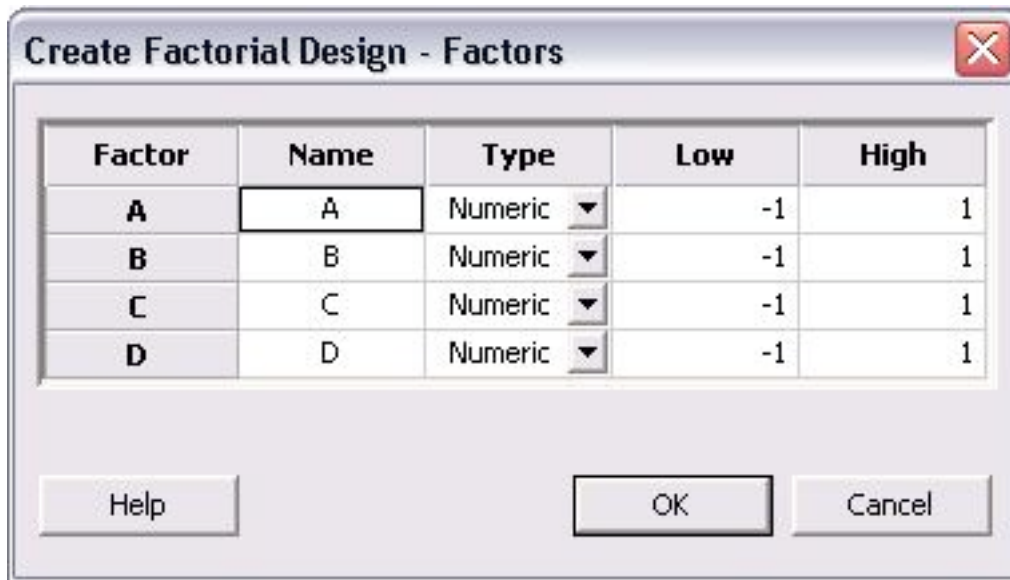 Create Factorial Design - Factors
Factor Name Type Low High
A A Numeric -1 1
B B Numeric -1 1
C C Numeric -1 1
D D Numeric -1 1
Help OK Cancel